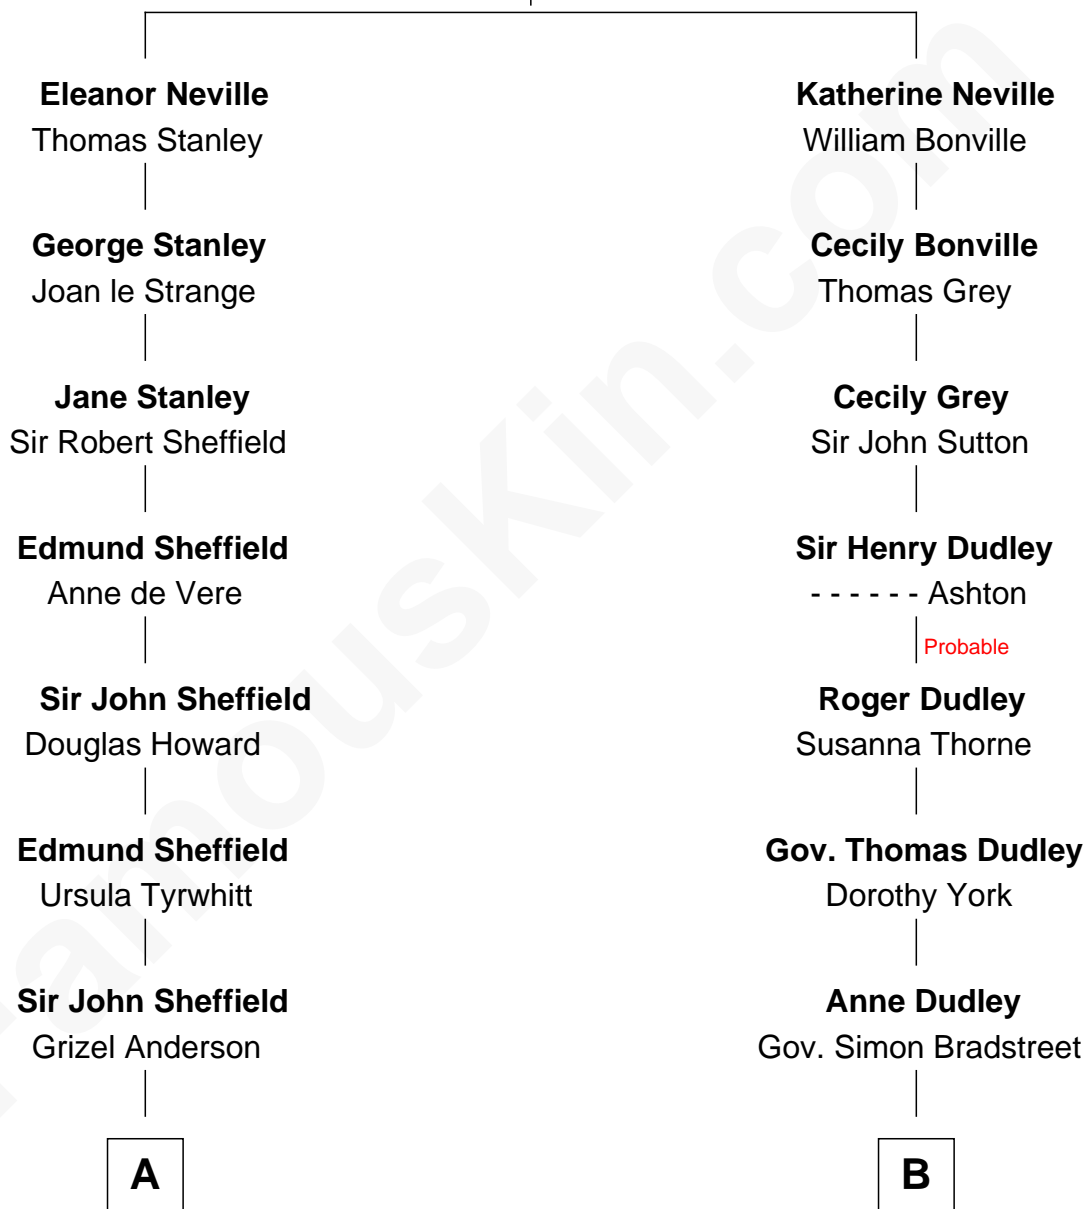 Eleanor Neville
Thomas Stanley
George Stanley
Joan le Strange
Jane Stanley
Sir Robert Sheffield
Edmund Sheffield
Anne de Vere
Sir John Sheffield
Douglas Howard
Edmund Sheffield
Ursula Tyrwhitt
Sir John Sheffield
Grizel Anderson
A
Katherine Neville
William Bonville
Cecily Bonville
Thomas Grey
Cecily Grey
Sir John Sutton
Sir Henry Dudley
- - - - - - Ashton
Probable
Roger Dudley
Susanna Thorne
Gov. Thomas Dudley
Dorothy York
Anne Dudley
Gov. Simon Bradstreet
B
FamousKin.com